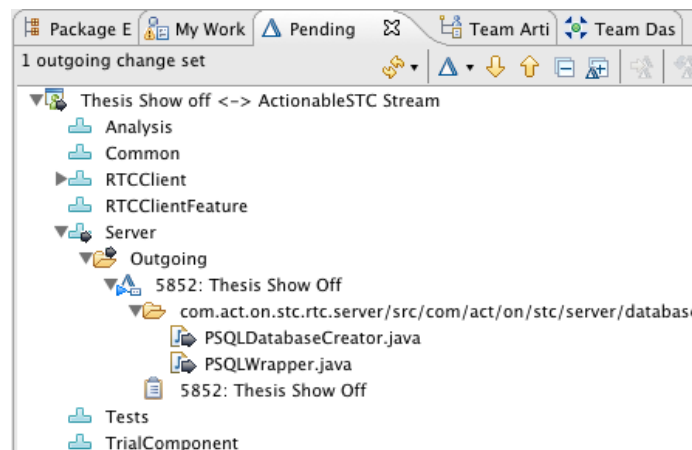 Package E My Work Pending Team Arti Team Das
1 outgoing change set
Thesis Show off <-> ActionableSTC Stream
Analysis
Common
RTCClient
RTCClientFeature
Server
Outgoing
5852: Thesis Show Off
com.act.on.stc.rtc.server/src/com/act/on/stc/server/database
PSQLDatabaseCreator.java
PSQLWrapper.java
5852: Thesis Show Off
Tests
TrialComponent